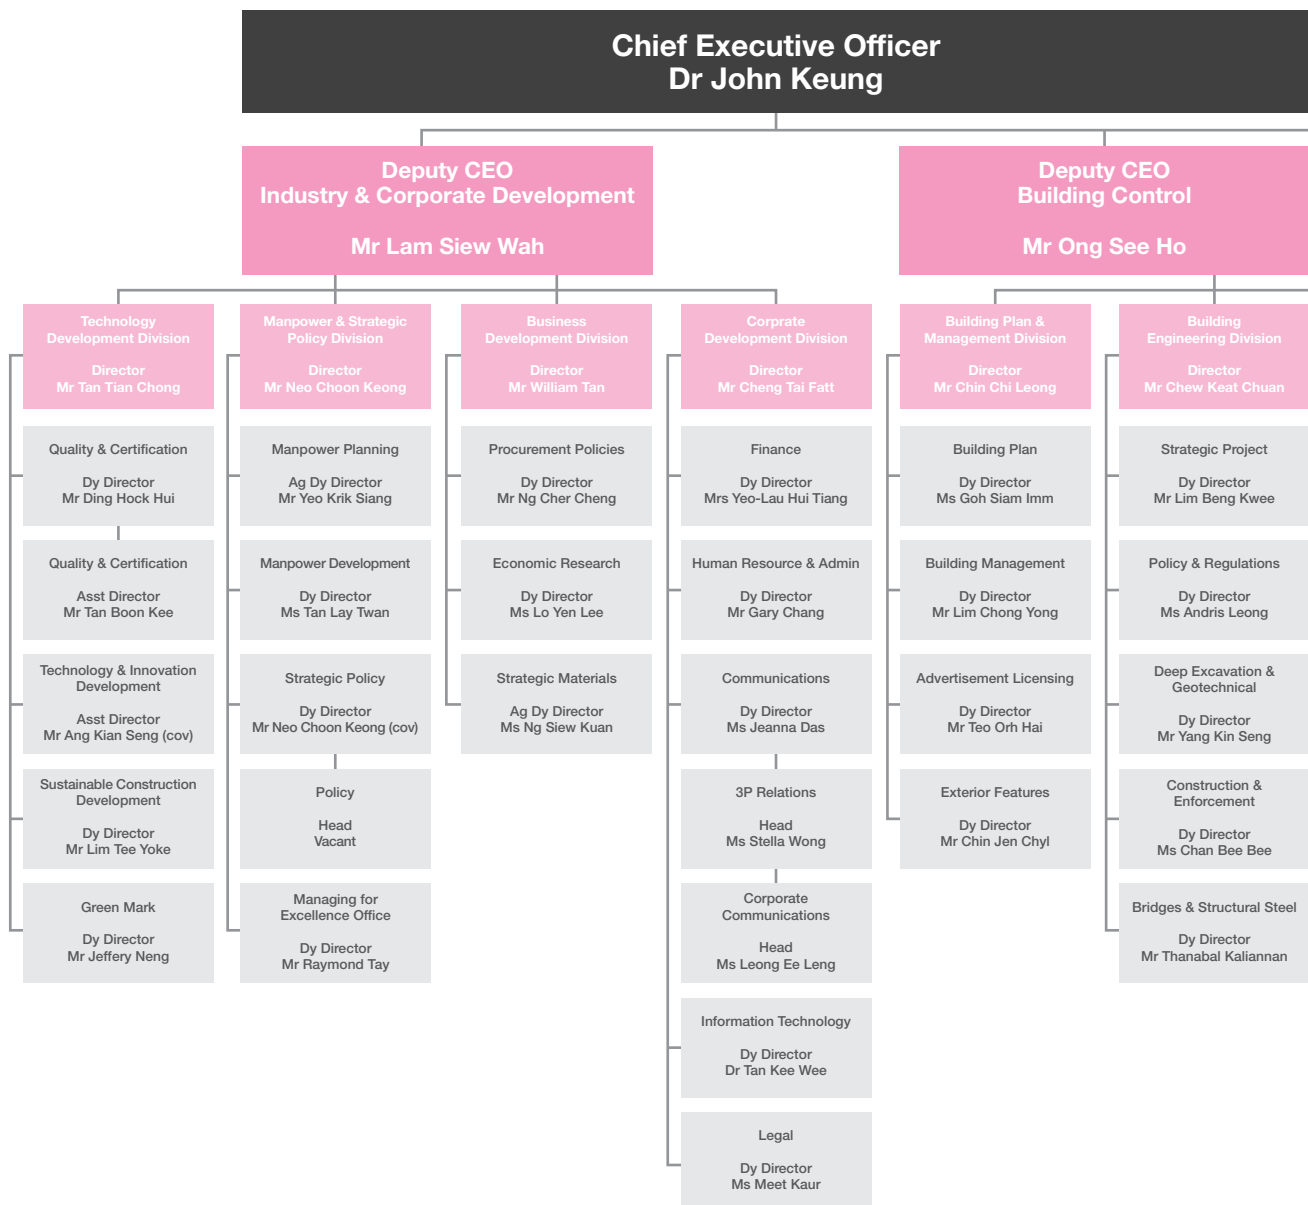 Chief Executive Officer
Dr John Keung
Deputy CEO
Industry & Corporate Development
Mr Lam Siew Wah
Deputy CEO
Building Control
Mr Ong See Ho
Technology
Development Division
Director
Mr Tan Tian Chong
Quality & Certification
Dy Director
Mr Ding Hock Hui
Quality & Certification
Asst Director
Mr Tan Boon Kee
Technology & Innovation
Development
Asst Director
Mr Ang Kian Seng (cov)
Sustainable Construction
Development
Dy Director
Mr Lim Tee Yoke
Green Mark
Dy Director
Mr Jeffery Neng
Manpower & Strategic
Policy Division
Director
Mr Neo Choon Keong
Manpower Planning
Ag Dy Director
Mr Yeo Krik Siang
Manpower Development
Dy Director
Ms Tan Lay Twan
Strategic Policy
Dy Director
Mr Neo Choon Keong (cov)
Policy
Head
Vacant
Managing for
Excellence Office
Dy Director
Mr Raymond Tay
Business
Development Division
Director
Mr William Tan
Procurement Policies
Dy Director
Mr Ng Cher Cheng
Economic Research
Dy Director
Ms Lo Yen Lee
Strategic Materials
Ag Dy Director
Ms Ng Siew Kuan
Corprate
Development Division
Director
Mr Cheng Tai Fatt
Finance
Dy Director
Mrs Yeo-Lau Hui Tiang
Human Resource & Admin
Dy Director
Mr Gary Chang
Communications
Dy Director
Ms Jeanna Das
3P Relations
Head
Ms Stella Wong
Corporate
Communications
Head
Ms Leong Ee Leng
Information Technology
Dy Director
Dr Tan Kee Wee
Legal
Dy Director
Ms Meet Kaur
Building Plan &
Management Division
Director
Mr Chin Chi Leong
Building Plan
Dy Director
Ms Goh Siam Imm
Building Management
Dy Director
Mr Lim Chong Yong
Advertisement Licensing
Dy Director
Mr Teo Orh Hai
Exterior Features
Dy Director
Mr Chin Jen Chyl
Building
Engineering Division
Director
Mr Chew Keat Chuan
Strategic Project
Dy Director
Mr Lim Beng Kwee
Policy & Regulations
Dy Director
Ms Andris Leong
Deep Excavation &
Geotechnical
Dy Director
Mr Yang Kin Seng
Construction &
Enforcement
Dy Director
Ms Chan Bee Bee
Bridges & Structural Steel
Dy Director
Mr Thanabal Kaliannan